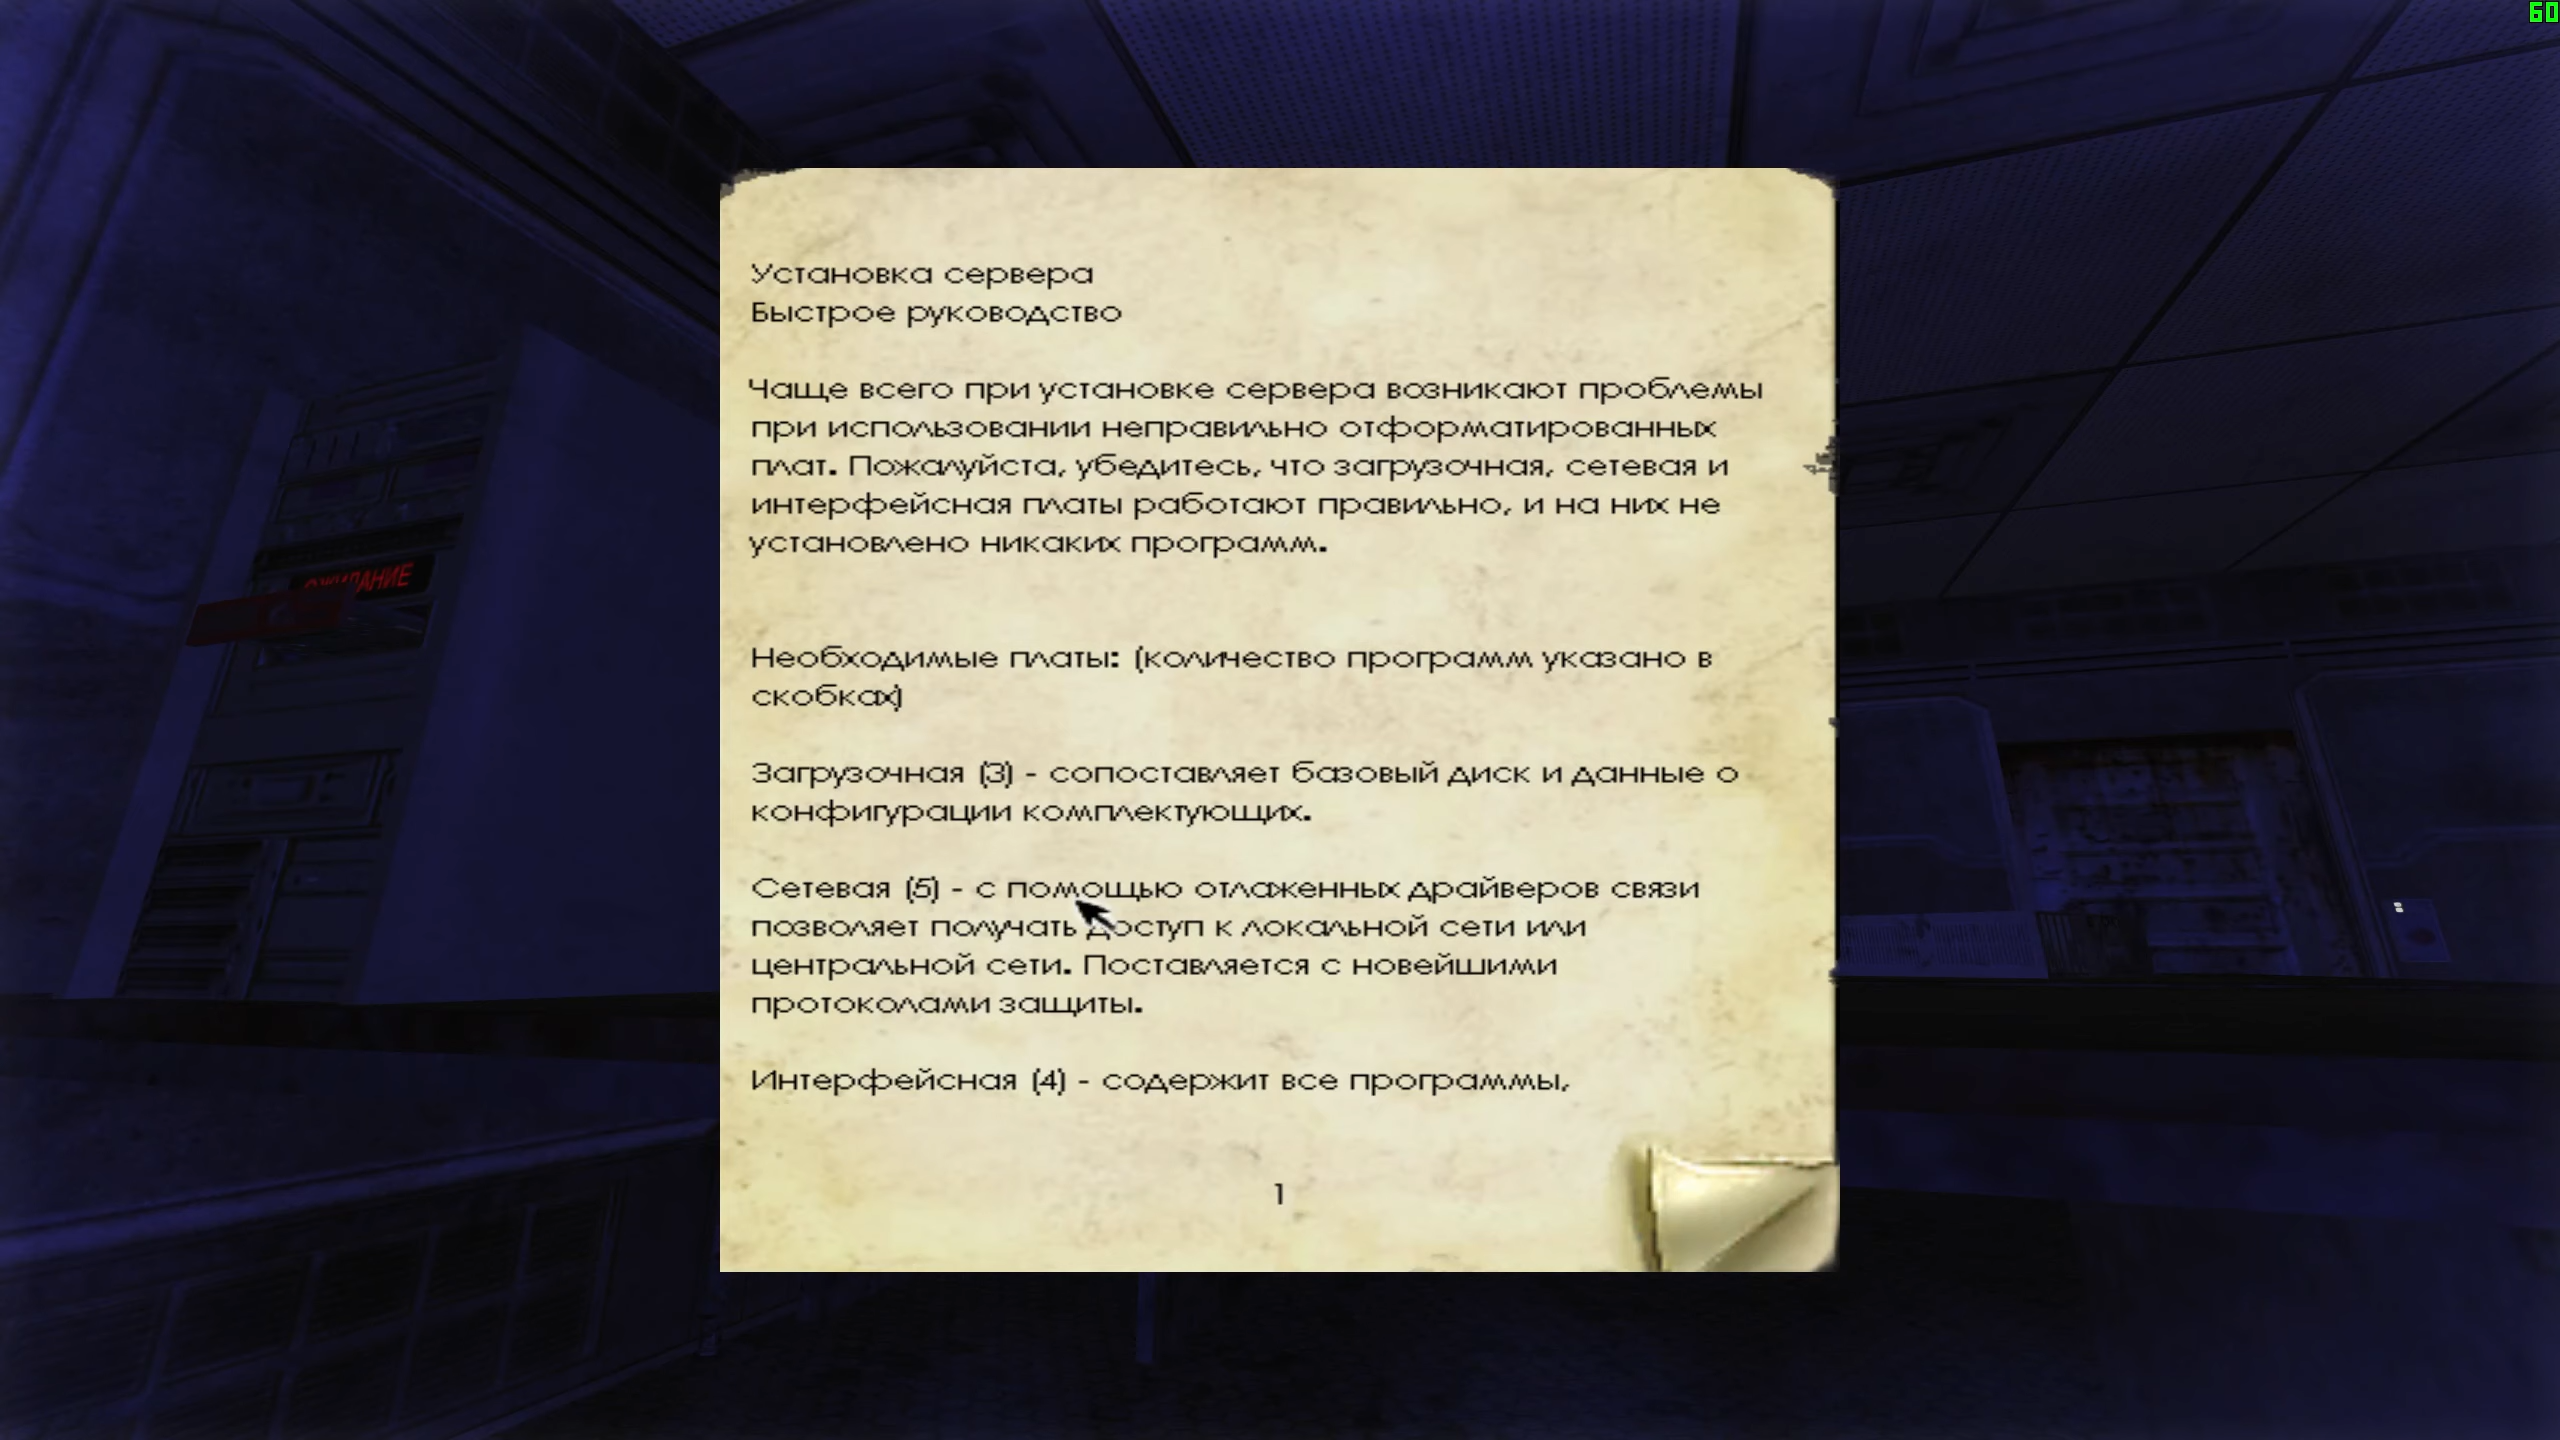 60
Установка сервера
Быстрое руководство
Чаще всего при установке сервера возникают проблемы
при использовании неправильно отформатированных
плат. Пожалуйста, убедитесь, что загрузочная, сетевая и
интерфейсная платы работают правильно, и на них не
установлено никаких программ.
ОЖИДАНИЕ
Необходимые платы: (количество программ указано в
скобках)
Загрузочная (3) - сопоставляет базовый диск и данные о
конфигурации комплектующих.
Сетевая (5) - с помощью отлаженных драйверов связи
позволяет получать доступ к локальной сети или
центральной сети. Поставляется с новейшими
протоколами защиты.
Интерфейсная (4) - содержит все программы,
1